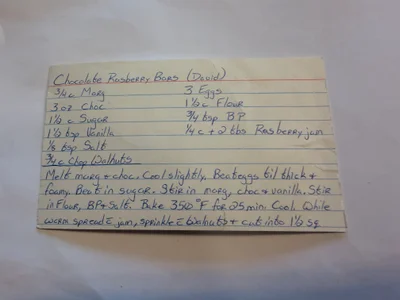 Chocolate Rasberry Bars (David)
3/4 c Marg 3 Eggs
3 oz Choc 1 1/2 c Flour
1 1/2 c Sugar 3/4 tsp BP
1 1/2 tsp Vanilla 1/4 c + 2 tbs Rasberry jam
1/8 tsp Salt
3/4 c Chop Walnuts
Melt marg + choc. Cool slightly. Beat eggs til thick +
foamy. Beat in sugar. Stir in marg, choc + vanilla. Stir
in Flour, BP + Salt. Bake 350°F for 25 min. Cool. While
warm spread c̄ jam, sprinkle c̄ walnuts + cut into 1 1/2 sq